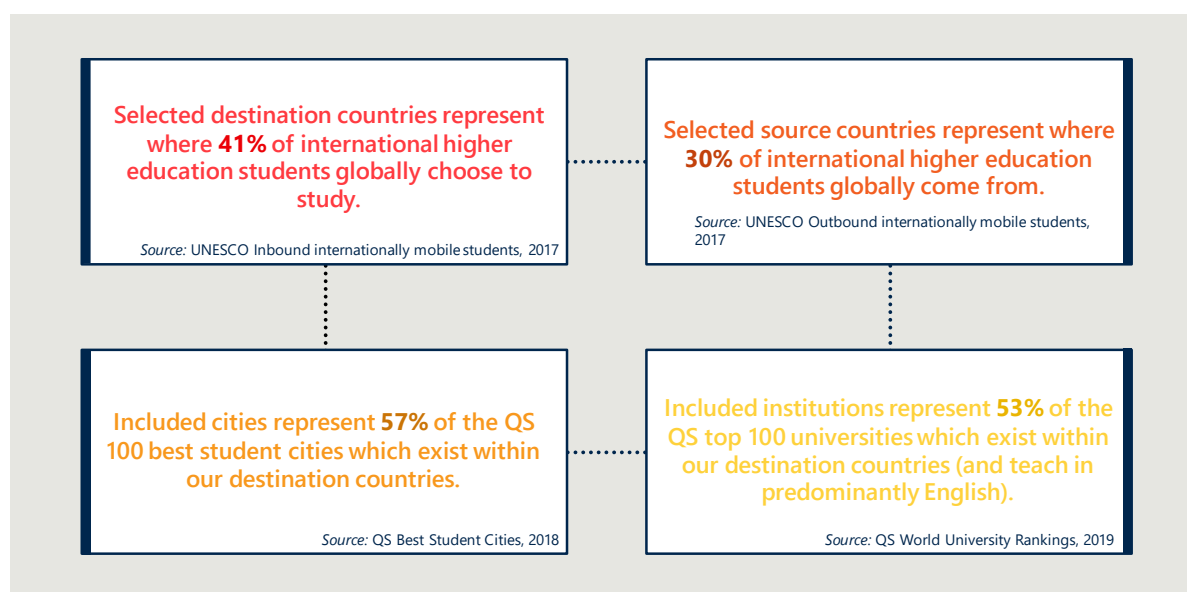 Selected destination countries represent
where 41% of international higher
education students globally choose to
study.
Source: UNESCO Inbound internationally mobile students, 2017
Selected source countries represent where
30% of international higher education
students globally come from.
Source: UNESCO Outbound internationally mobile students,
2017
Included cities represent 57% of the QS
100 best student cities which exist within
our destination countries.
Source: QS Best Student Cities, 2018
Included institutions represent 53% of the
QS top 100 universities which exist within
our destination countries (and teach in
predominantly English).
Source: QS World University Rankings, 2019